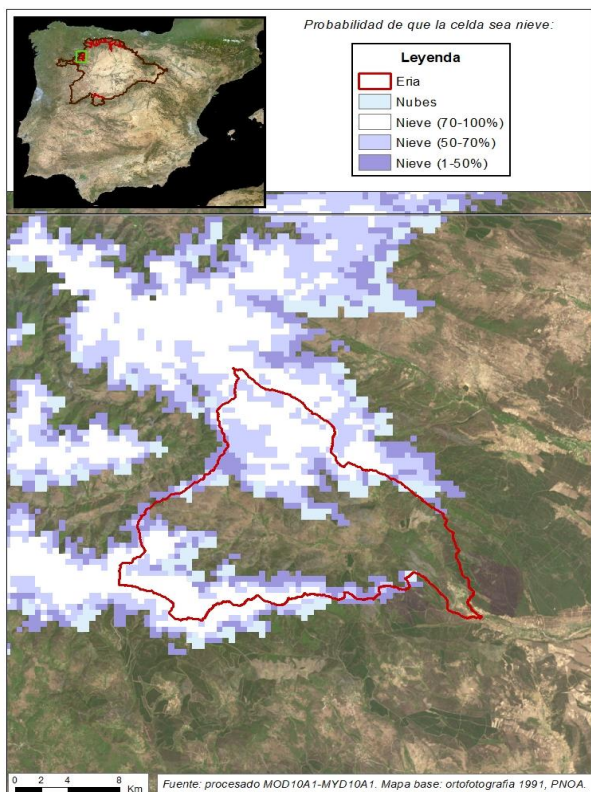 Probabilidad de que la celda sea nieve:
Leyenda
Eria
Nubes
Nieve (70-100%)
Nieve (50-70%)
Nieve (1-50%)
0 2 4 8
Km
Fuente: procesado MOD10A1-MYD10A1. Mapa base: ortofotografia 1991, PNOA.